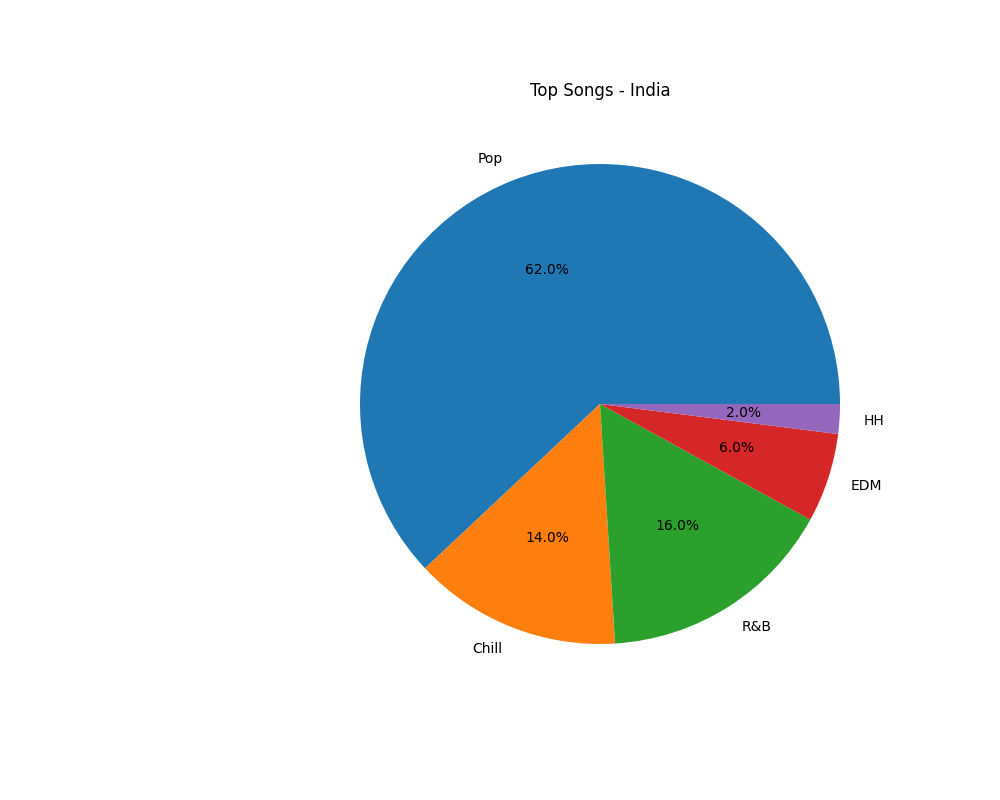 Top Songs - India
Pop
62.0%
2.0%
HH
6.0%
EDM
16.0%
14.0%
R&B
Chill